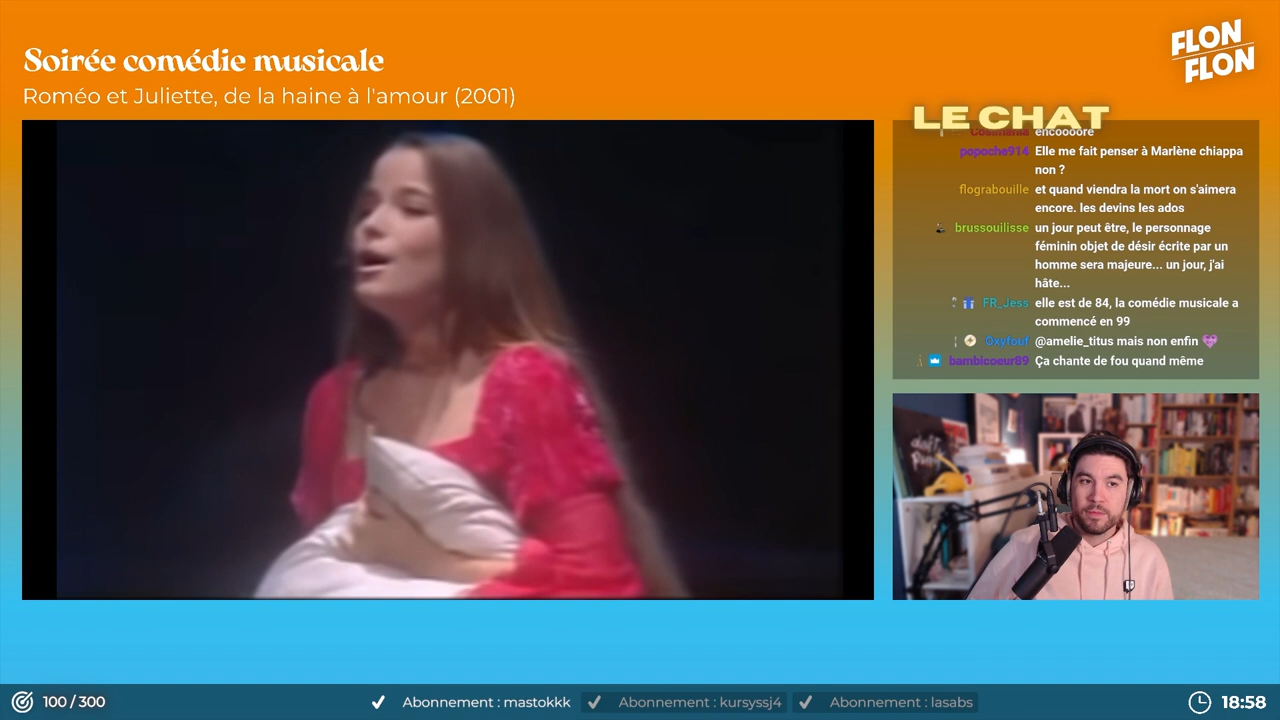 Soirée comédie musicale
Roméo et Juliette, de la haine à l'amour (2001)
FLON
FLON
LE CHAT
encoooore
popoche914 Elle me fait penser à Marlène chiappa
non ?
flograbouille et quand viendra la mort on s'aimera
encore. les devins les ados
brussouilisse un jour peut être, le personnage
féminin objet de désir écrite par un
homme sera majeure... un jour, j'ai
hâte...
FR_Jess elle est de 84, la comédie musicale a
commencé en 99
Oxyfouf @amelie_titus mais non enfin
bambicoeur89 Ça chante de fou quand même
100 / 300
Abonnement : mastokkk
Abonnement : kursyssj4
Abonnement : lasabs
18:58